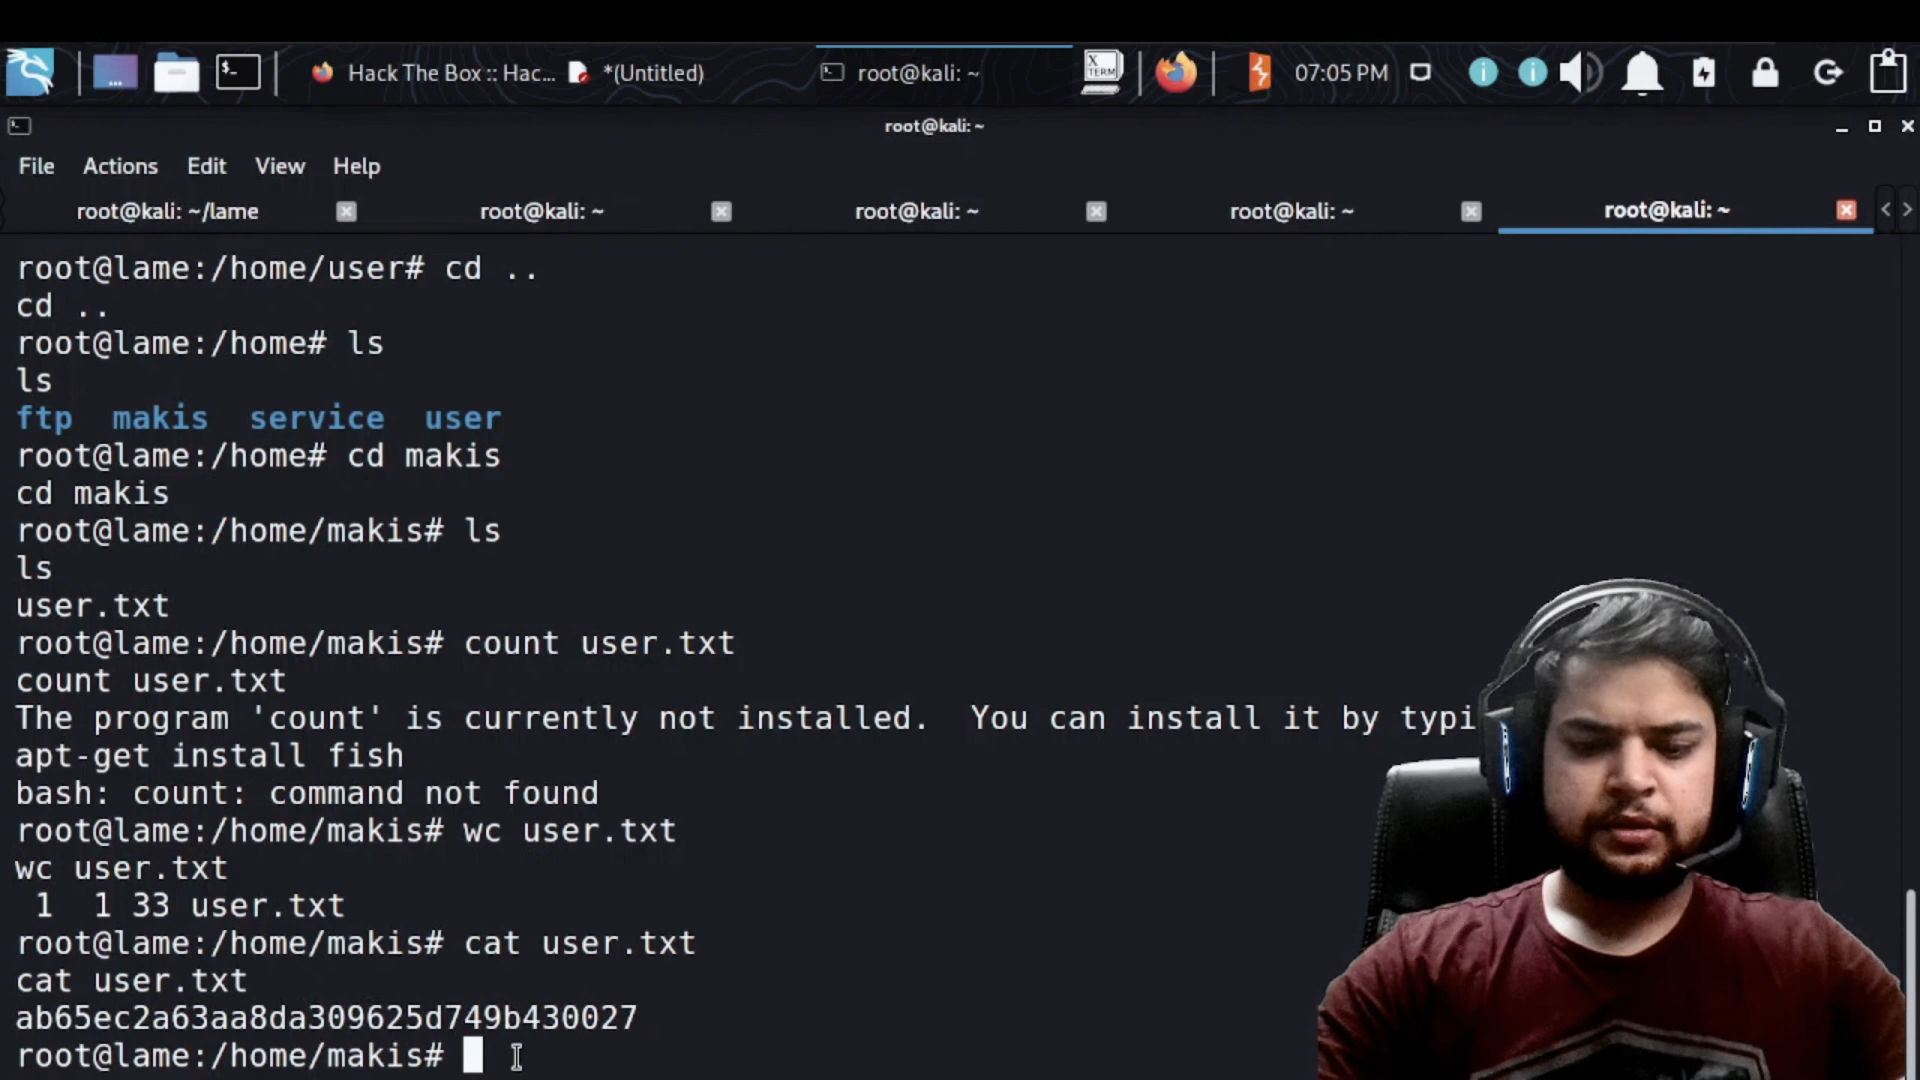 Hack The Box :: Hac...
*(Untitled)
root@kali: ~
X
TERM
07:05 PM
root@kali: ~
File Actions Edit View Help
root@kali: ~/lame
root@kali: ~
root@kali: ~
root@kali: ~
root@kali: ~
root@lame:/home/user# cd ..
cd ..
root@lame:/home# ls
ls
ftp makis service user
root@lame:/home# cd makis
cd makis
root@lame:/home/makis# ls
ls
user.txt
root@lame:/home/makis# count user.txt
count user.txt
The program 'count' is currently not installed. You can install it by typi
apt-get install fish
bash: count: command not found
root@lame:/home/makis# wc user.txt
wc user.txt
1 1 33 user.txt
root@lame:/home/makis# cat user.txt
cat user.txt
ab65ec2a63aa8da309625d749b430027
root@lame:/home/makis#